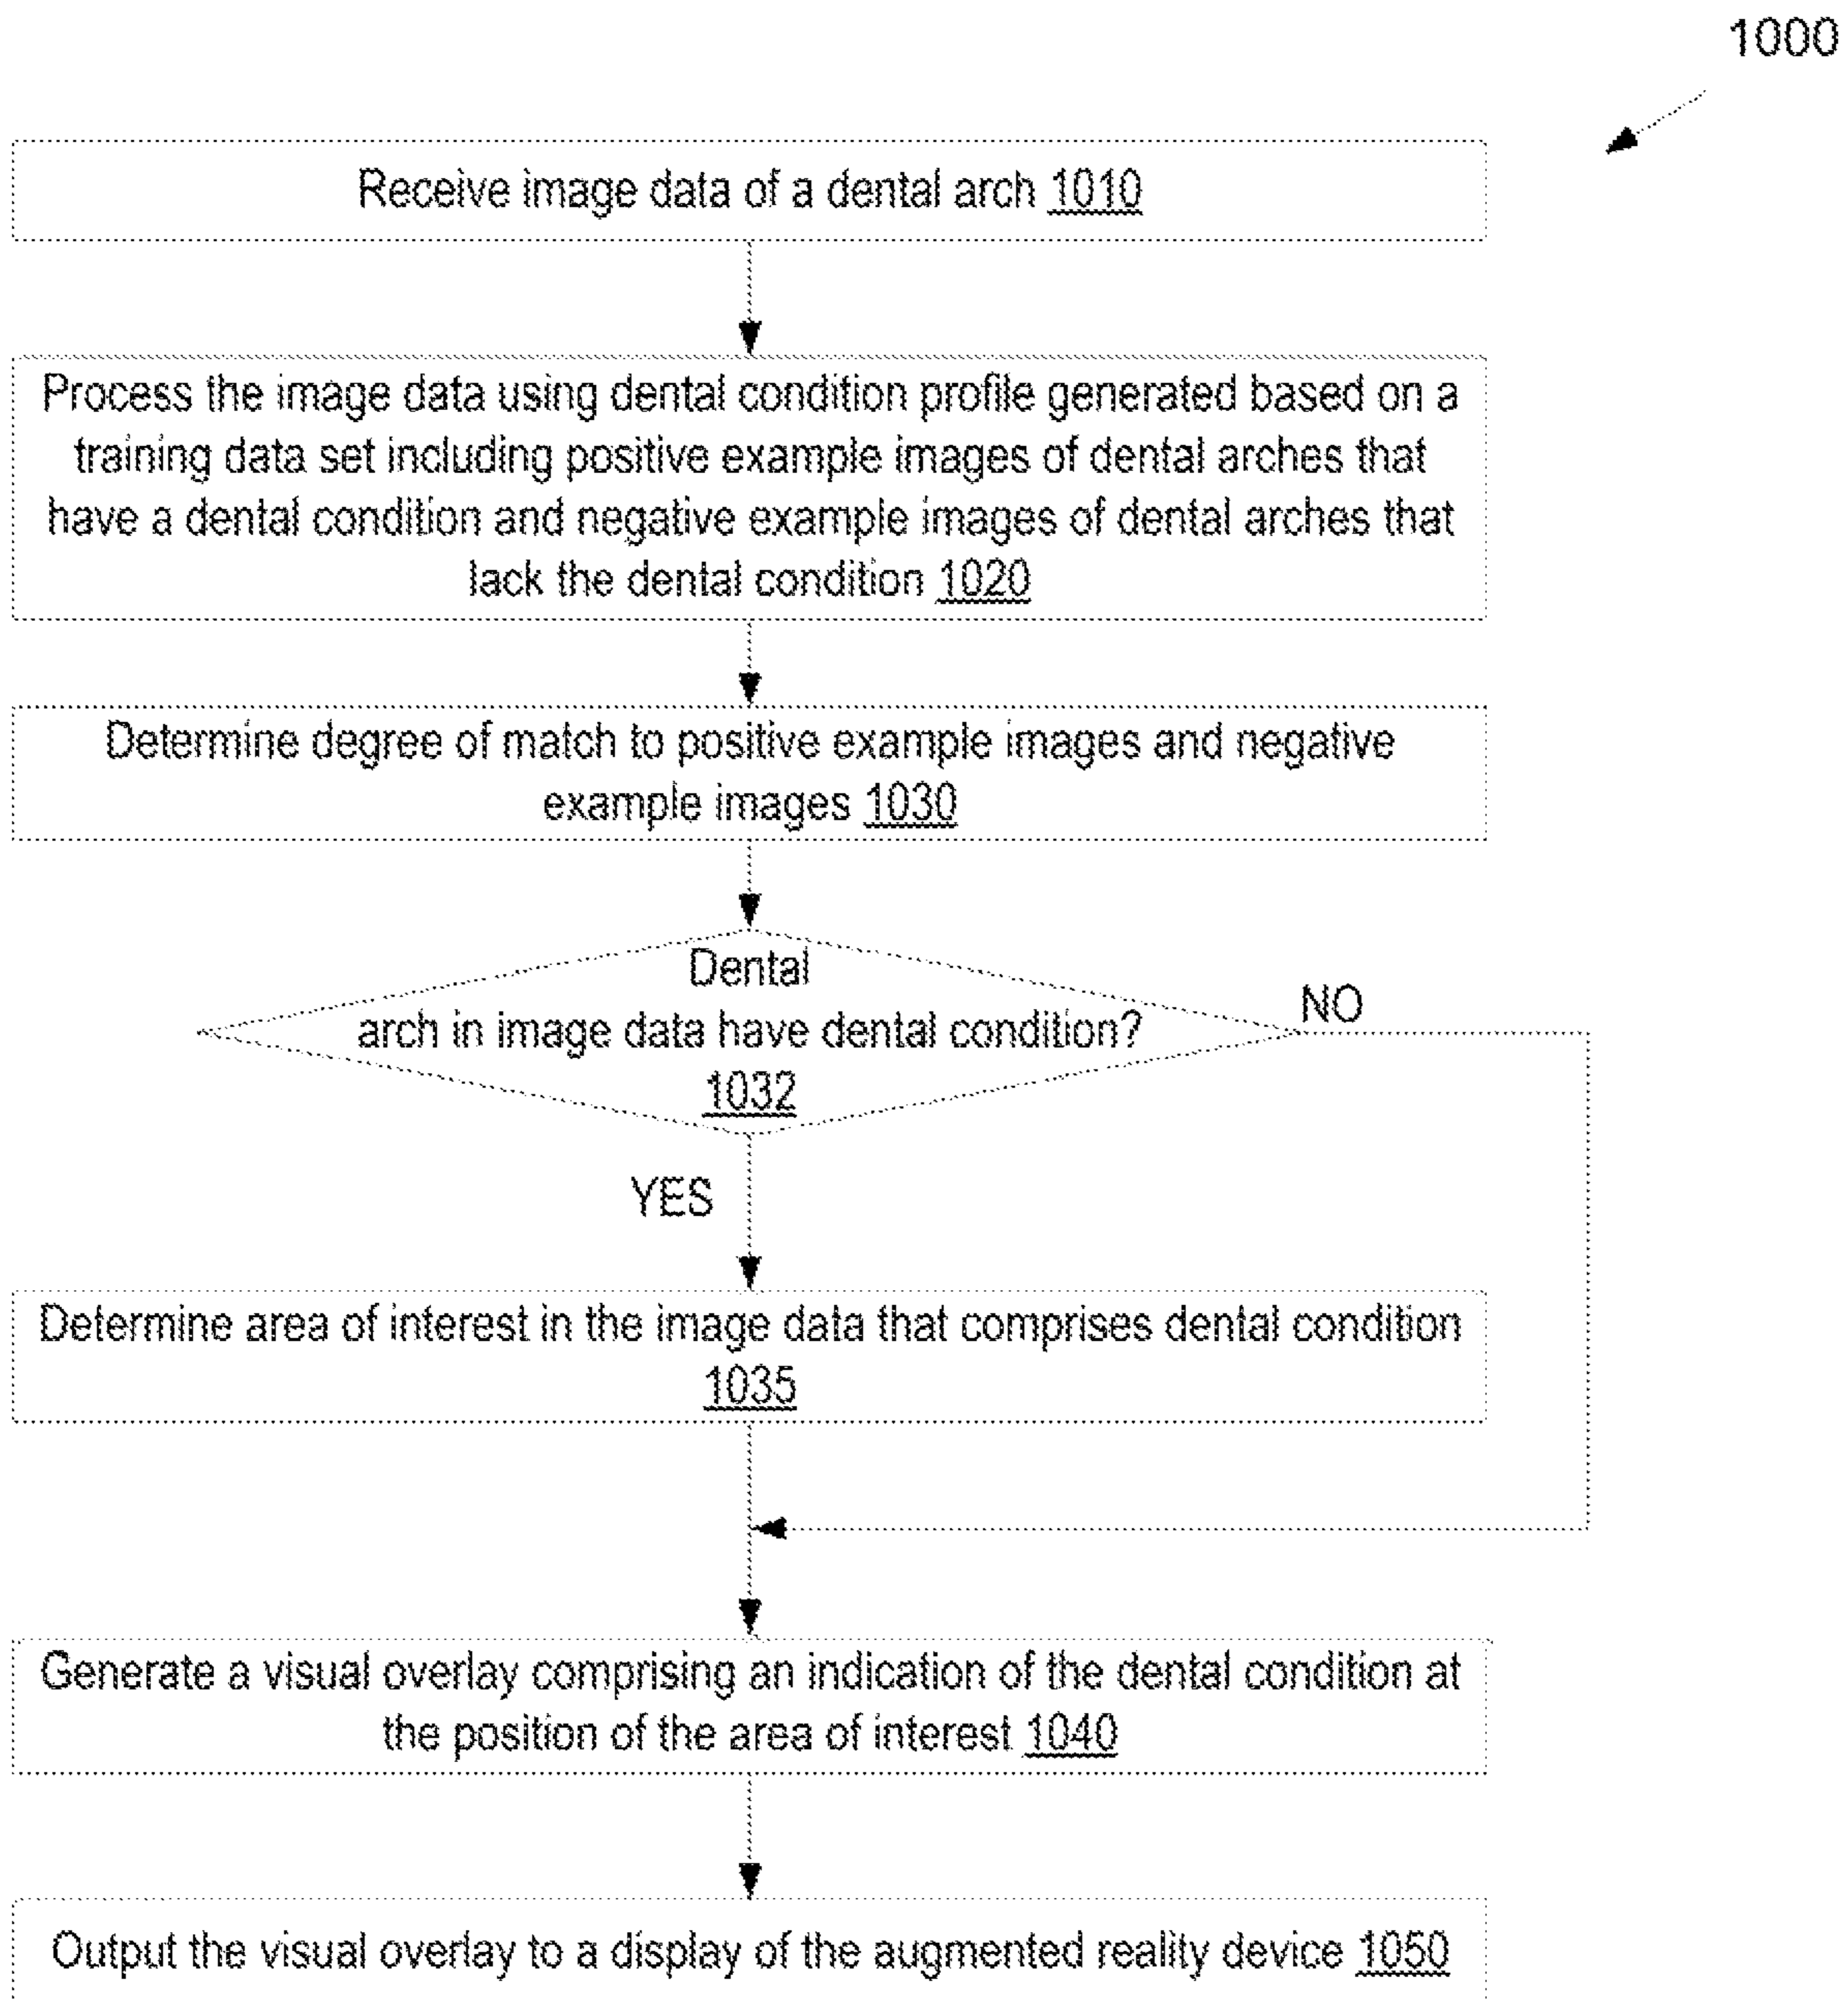 1000
Receive image data of a dental arch 1010
Process the image data using dental condition profile generated based on a
training data set including positive example images of dental arches that
have a dental condition and negative example images of dental arches that
lack the dental condition 1020
Determine degree of match to positive example images and negative
example images 1030
Dental
arch in image data have dental condition?
1032
NO
YES
Determine area of interest in the image data that comprises dental condition
1035
Generate a visual overlay comprising an indication of the dental condition at
the position of the area of interest 1040
Output the visual overlay to a display of the augmented reality device 1050